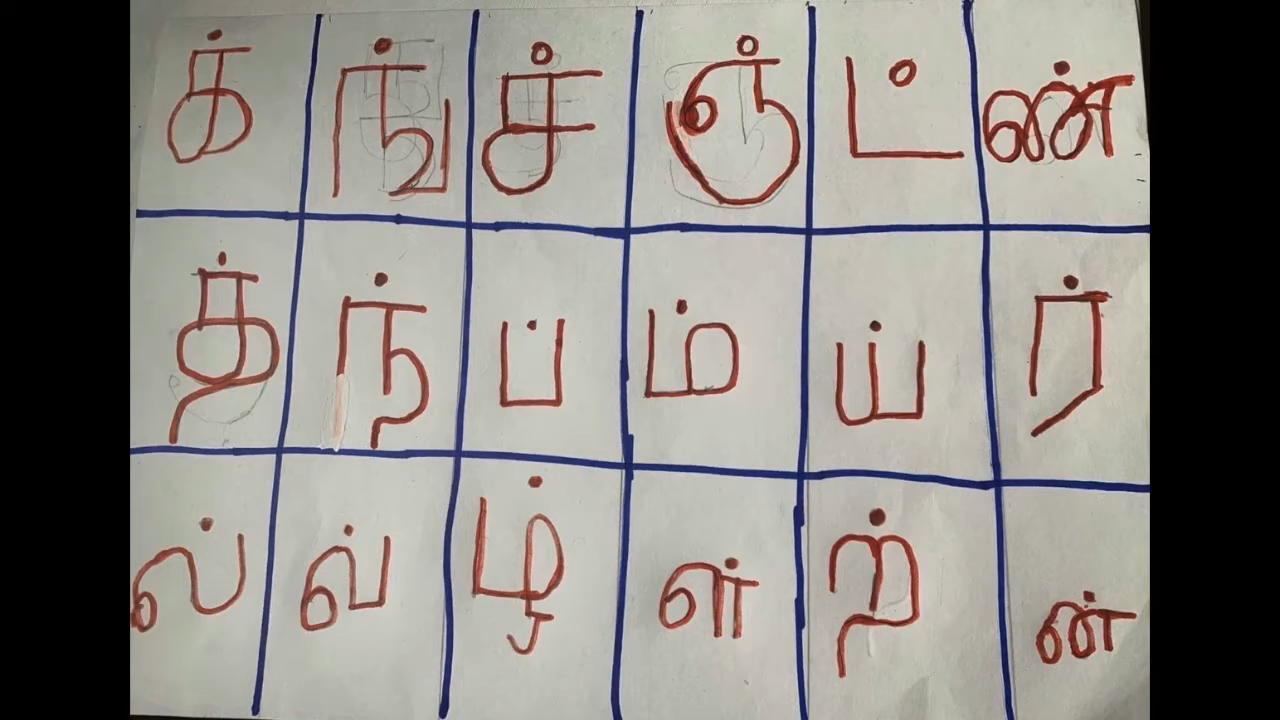 க் ங் ச் ஞ் ட் ண்
த் ந் ப் ம் ய் ர்
ல் வ் ழ் ள் ற் ன்